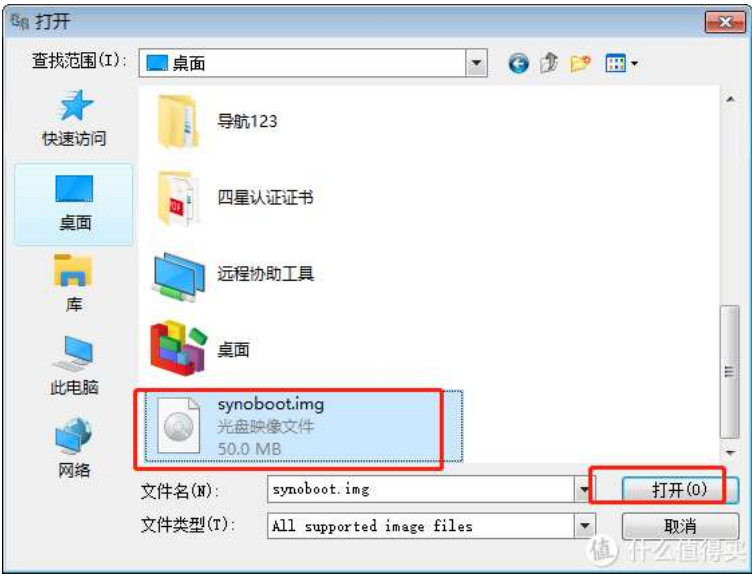 打开
查找范围(I):
桌面
快速访问
桌面
库
此电脑
网络
导航123
四星认证证书
PDF
远程协助工具
桌面
synoboot.img
光盘映像文件
50.0 MB
文件名(N):
synoboot.img
打开(O)
文件类型(T):
All supported image files
取消
值 什么值得买